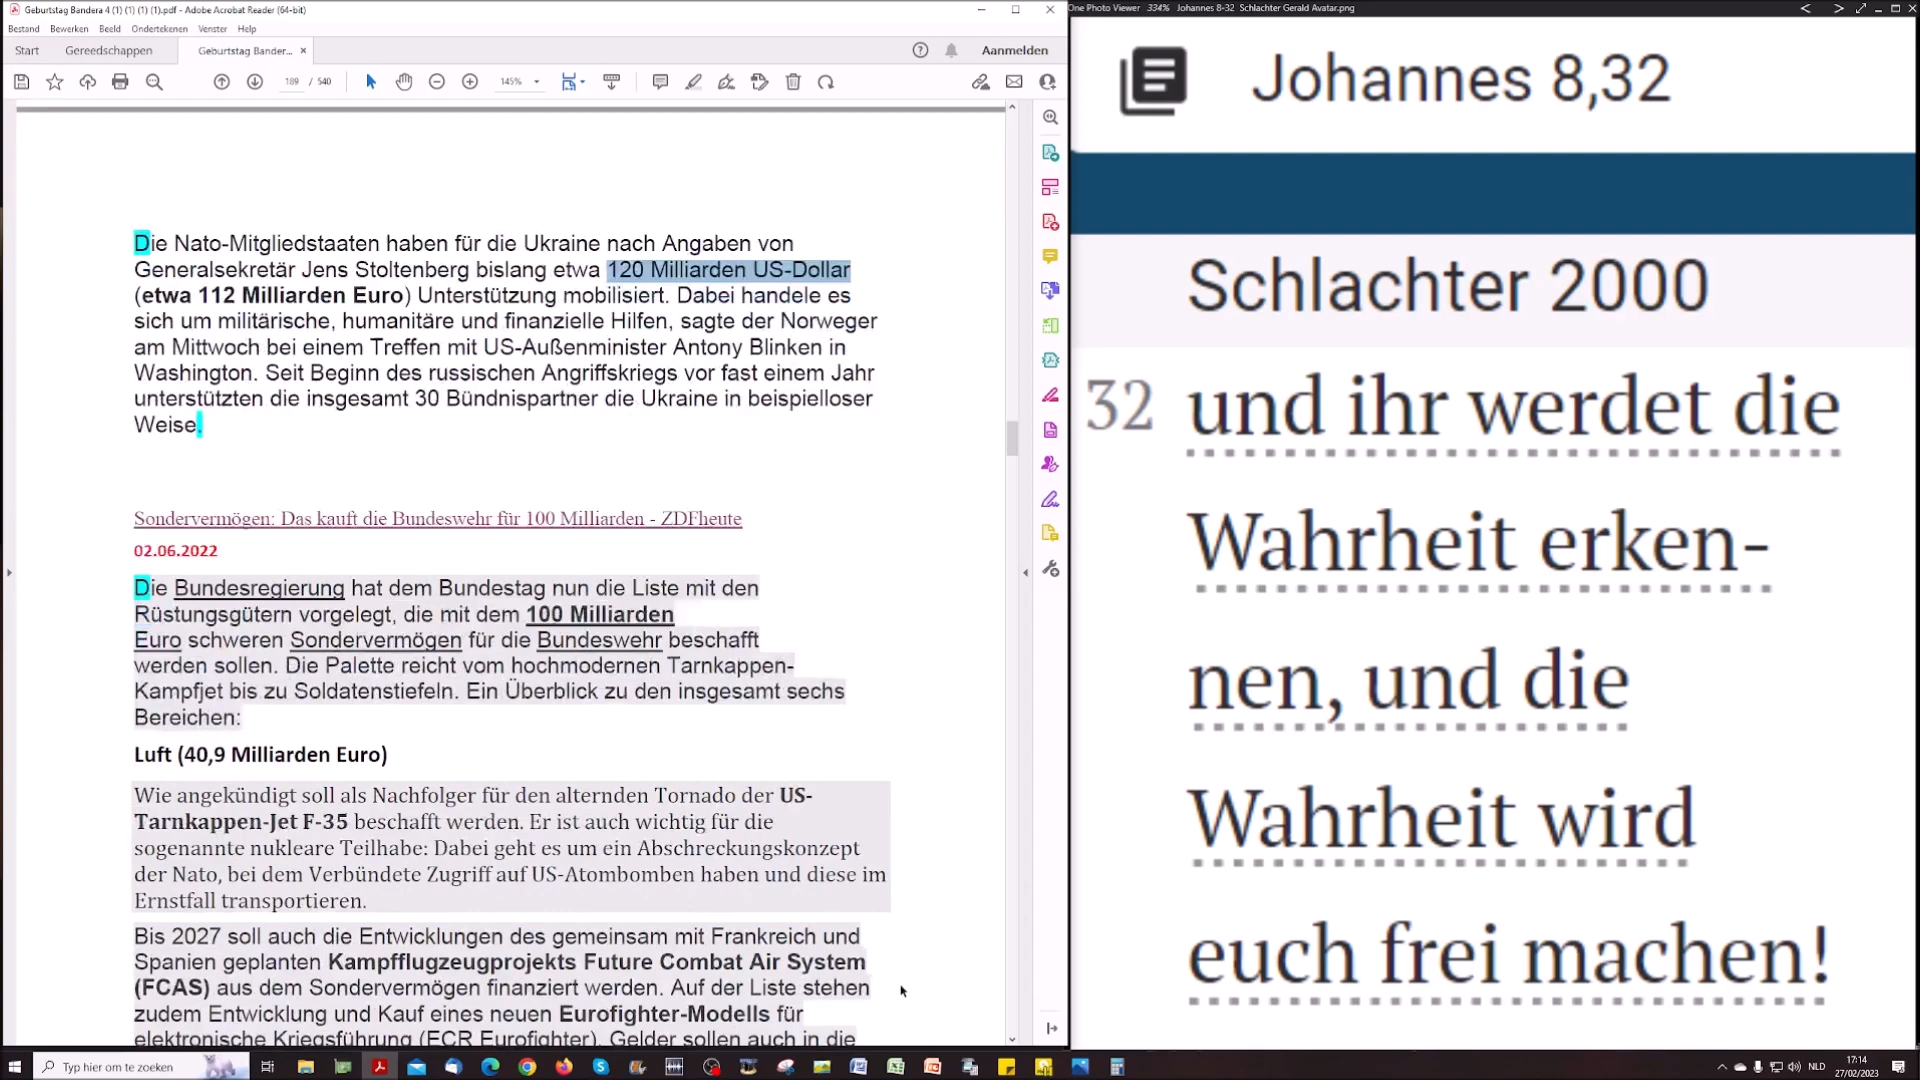 Geburtstag Bandera 4 (1) (1) (1) (1).pdf - Adobe Acrobat Reader (64-bit)
Bestand Bewerken Beeld Ondertekenen Venster Help
Start Gereedschappen Geburtstag Bander... × Aanmelden
189 / 540 145%
Die Nato-Mitgliedstaaten haben für die Ukraine nach Angaben von
Generalsekretär Jens Stoltenberg bislang etwa 120 Milliarden US-Dollar
(etwa 112 Milliarden Euro) Unterstützung mobilisiert. Dabei handele es
sich um militärische, humanitäre und finanzielle Hilfen, sagte der Norweger
am Mittwoch bei einem Treffen mit US-Außenminister Antony Blinken in
Washington. Seit Beginn des russischen Angriffskriegs vor fast einem Jahr
unterstützten die insgesamt 30 Bündnispartner die Ukraine in beispielloser
Weise.
Sondervermögen: Das kauft die Bundeswehr für 100 Milliarden - ZDFheute
02.06.2022
Die Bundesregierung hat dem Bundestag nun die Liste mit den
Rüstungsgütern vorgelegt, die mit dem 100 Milliarden
Euro schweren Sondervermögen für die Bundeswehr beschafft
werden sollen. Die Palette reicht vom hochmodernen Tarnkappen-
Kampfjet bis zu Soldatenstiefeln. Ein Überblick zu den insgesamt sechs
Bereichen:
Luft (40,9 Milliarden Euro)
Wie angekündigt soll als Nachfolger für den alternden Tornado der US-
Tarnkappen-Jet F-35 beschafft werden. Er ist auch wichtig für die
sogenannte nukleare Teilhabe: Dabei geht es um ein Abschreckungskonzept
der Nato, bei dem Verbündete Zugriff auf US-Atombomben haben und diese im
Ernstfall transportieren.
Bis 2027 soll auch die Entwicklungen des gemeinsam mit Frankreich und
Spanien geplanten Kampfflugzeugprojekts Future Combat Air System
(FCAS) aus dem Sondervermögen finanziert werden. Auf der Liste stehen
zudem Entwicklung und Kauf eines neuen Eurofighter-Modells für
elektronische Kriegsführung (ECR Eurofighter). Gelder sollen auch in die
One Photo Viewer 334% Johannes 8-32 Schlachter Gerald Avatar.png
Johannes 8,32
Schlachter 2000
32 und ihr werdet die
Wahrheit erken-
nen, und die
Wahrheit wird
euch frei machen!
Typ hier om te zoeken
NLD
17:14
27/02/2023